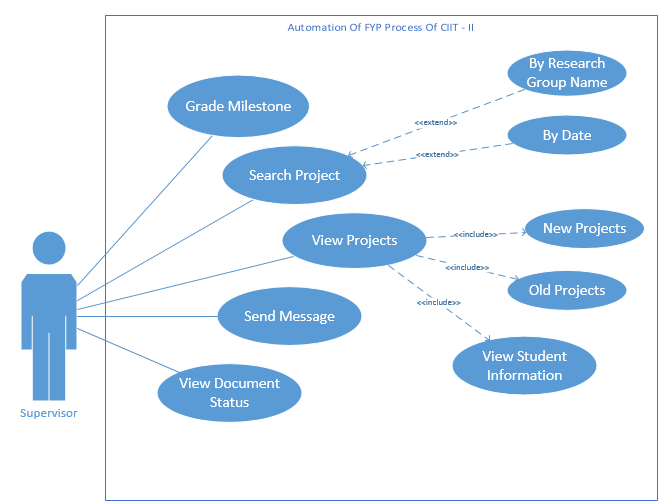 Automation Of FYP Process Of CIIT - II
By Research
Group Name
Grade Milestone
<<extend>>
By Date
<<extend>>
Search Project
New Projects
<<include>>
View Projects
<<include>>
Old Projects
<<include>>
Send Message
View Student
Information
View Document
Status
Supervisor